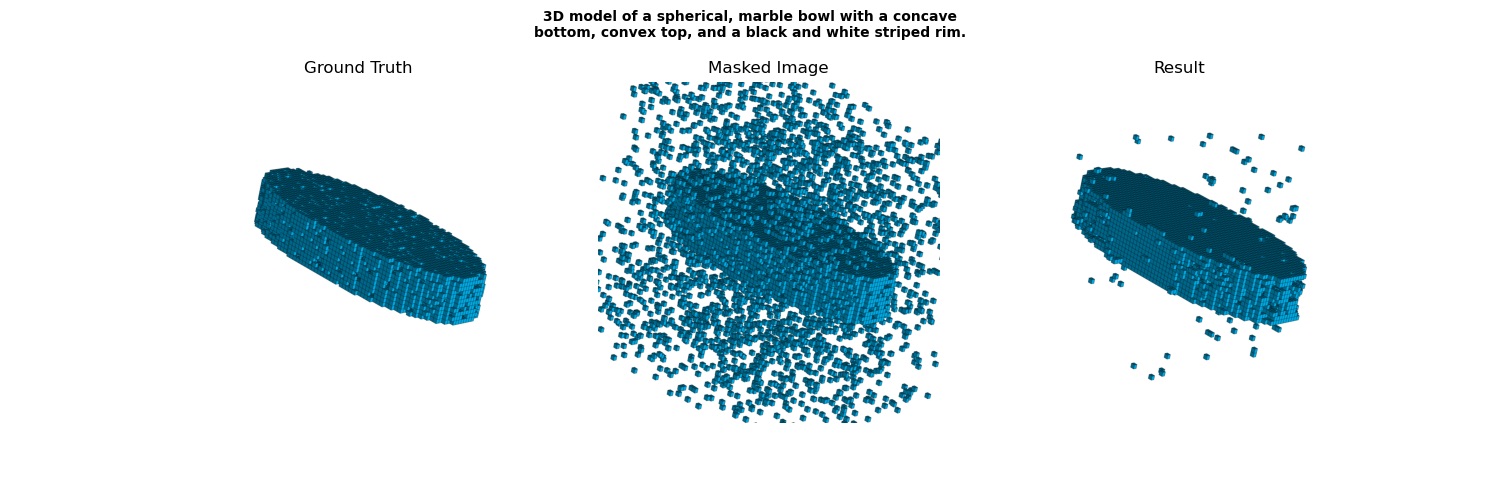 3D model of a spherical, marble bowl with a concave
bottom, convex top, and a black and white striped rim.
Ground Truth
Masked Image
Result